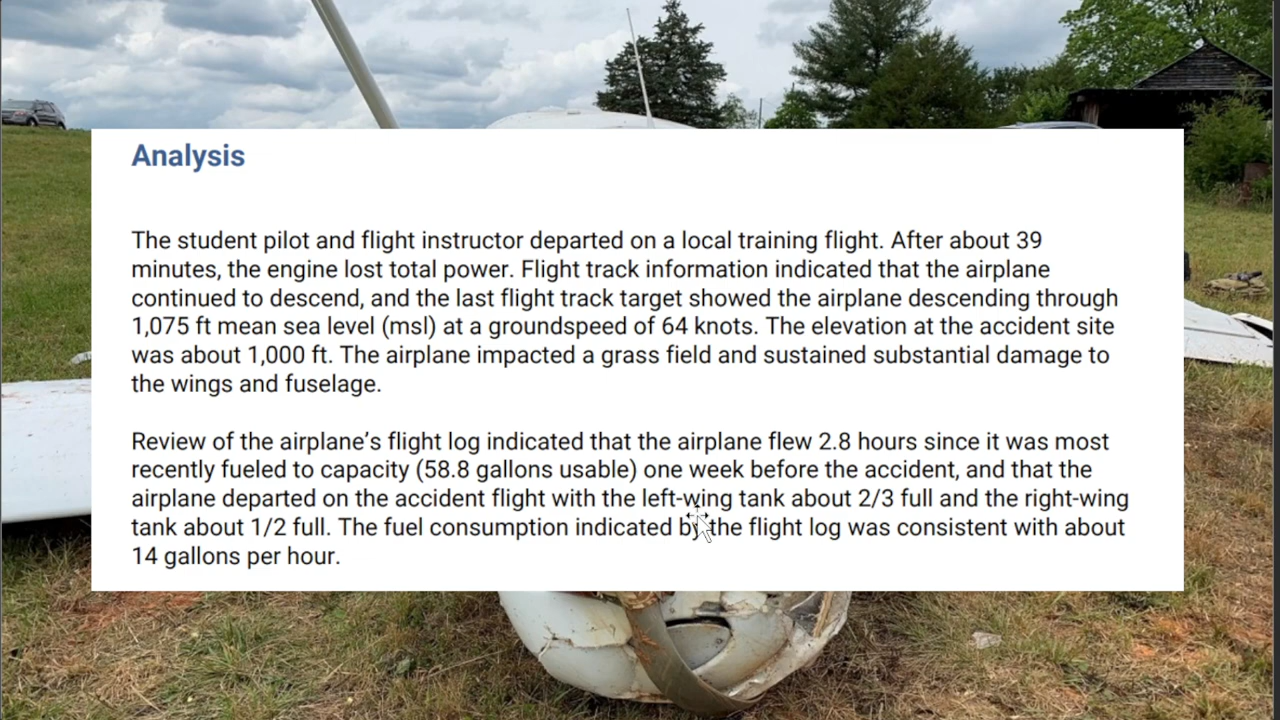 Analysis
The student pilot and flight instructor departed on a local training flight. After about 39
minutes, the engine lost total power. Flight track information indicated that the airplane
continued to descend, and the last flight track target showed the airplane descending through
1,075 ft mean sea level (msl) at a groundspeed of 64 knots. The elevation at the accident site
was about 1,000 ft. The airplane impacted a grass field and sustained substantial damage to
the wings and fuselage.
Review of the airplane’s flight log indicated that the airplane flew 2.8 hours since it was most
recently fueled to capacity (58.8 gallons usable) one week before the accident, and that the
airplane departed on the accident flight with the left-wing tank about 2/3 full and the right-wing
tank about 1/2 full. The fuel consumption indicated by the flight log was consistent with about
14 gallons per hour.